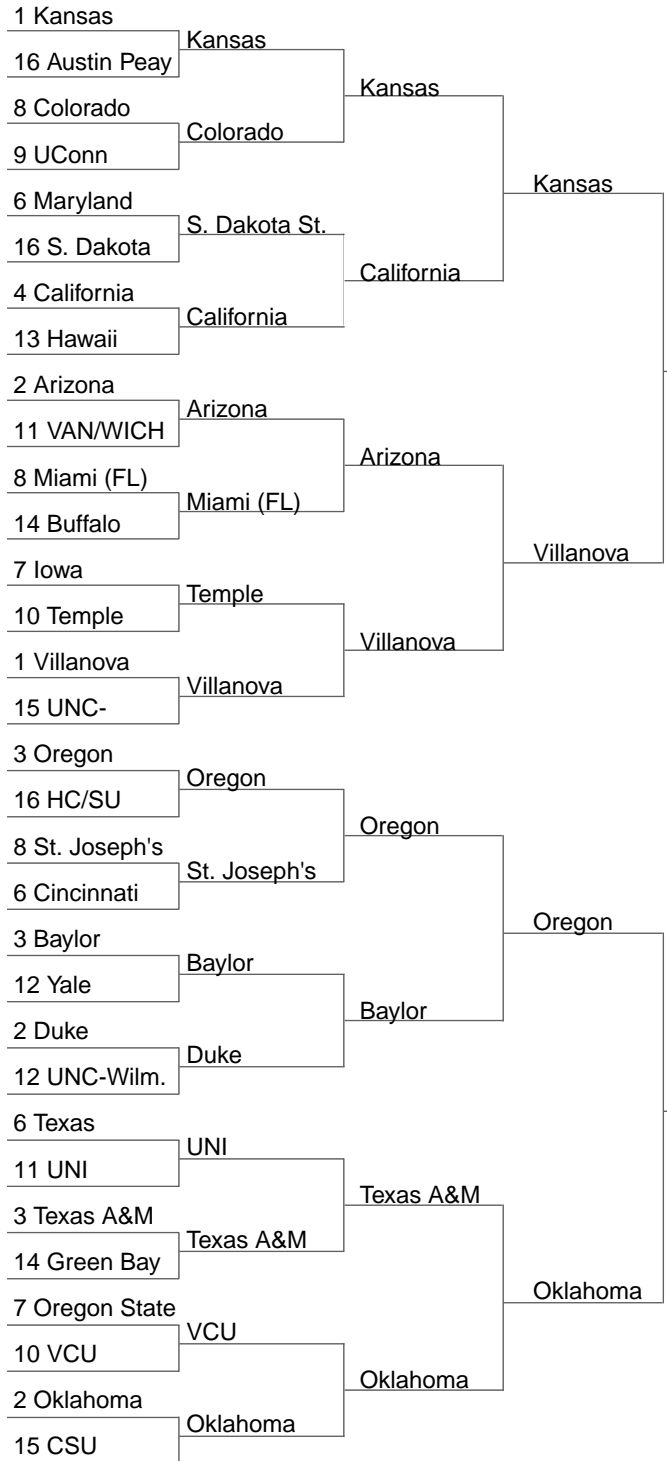 1 Kansas
16 Austin Peay
8 Colorado
9 UConn
6 Maryland
16 S. Dakota
4 California
13 Hawaii
2 Arizona
11 VAN/WICH
8 Miami (FL)
14 Buffalo
7 Iowa
10 Temple
1 Villanova
15 UNC-
3 Oregon
16 HC/SU
8 St. Joseph's
6 Cincinnati
3 Baylor
12 Yale
2 Duke
12 UNC-Wilm.
6 Texas
11 UNI
3 Texas A&M
14 Green Bay
7 Oregon State
10 VCU
2 Oklahoma
15 CSU
Kansas
Colorado
S. Dakota St.
California
Arizona
Miami (FL)
Temple
Villanova
Oregon
St. Joseph's
Baylor
Duke
UNI
Texas A&M
VCU
Oklahoma
Kansas
California
Arizona
Villanova
Oregon
Baylor
Texas A&M
Oklahoma
Kansas
Villanova
Oregon
Oklahoma